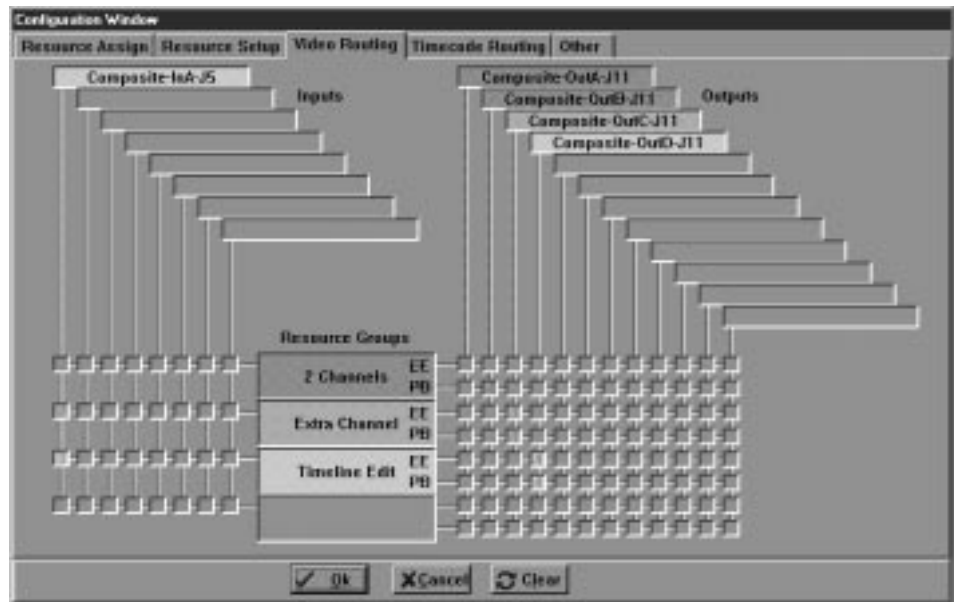 Configuration Window
Resource Assign Resource Setup Video Routing Timecode Routing Other
Composite-InA-J5
Inputs
Composite-OutA-J11
Composite-OutB-J11
Outputs
Composite-OutC-J11
Composite-OutD-J11
Resource Groups
2 Channels EE
PB
Extra Channel EE
PB
Timeline Edit EE
PB
Ok Cancel Clear